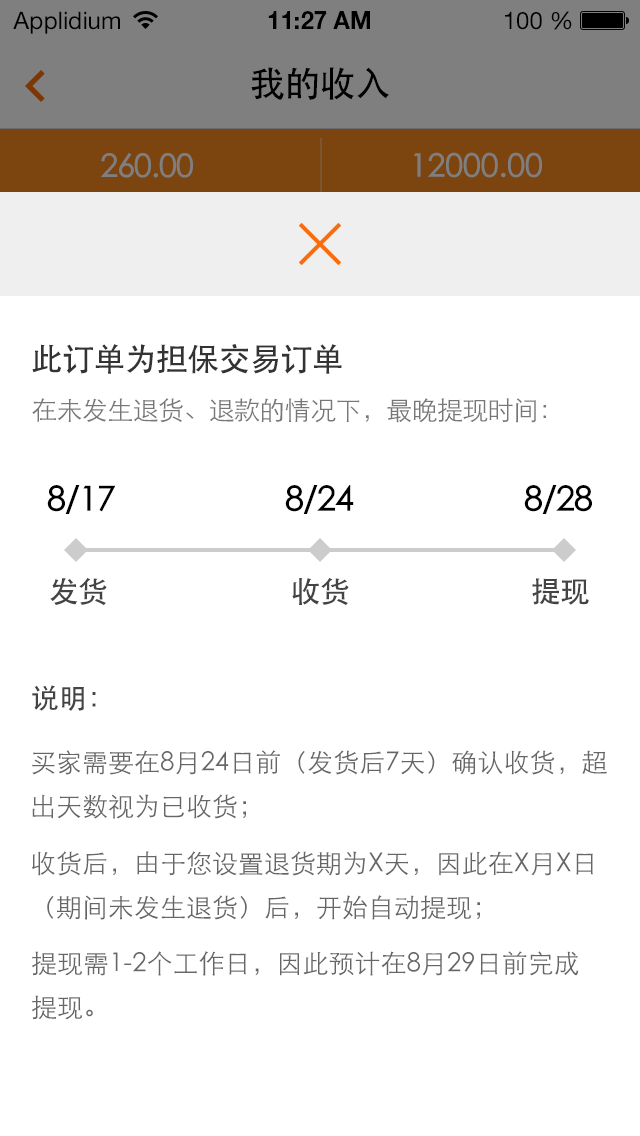 Applidium 11:27 AM 100 %
我的收入
260.00 12000.00
此订单为担保交易订单
在未发生退货、退款的情况下，最晚提现时间：
8/17 8/24 8/28
发货 收货 提现
说明：
买家需要在8月24日前（发货后7天）确认收货，超
出天数视为已收货；
收货后，由于您设置退货期为X天，因此在X月X日
（期间未发生退货）后，开始自动提现；
提现需1-2个工作日，因此预计在8月29日前完成
提现。